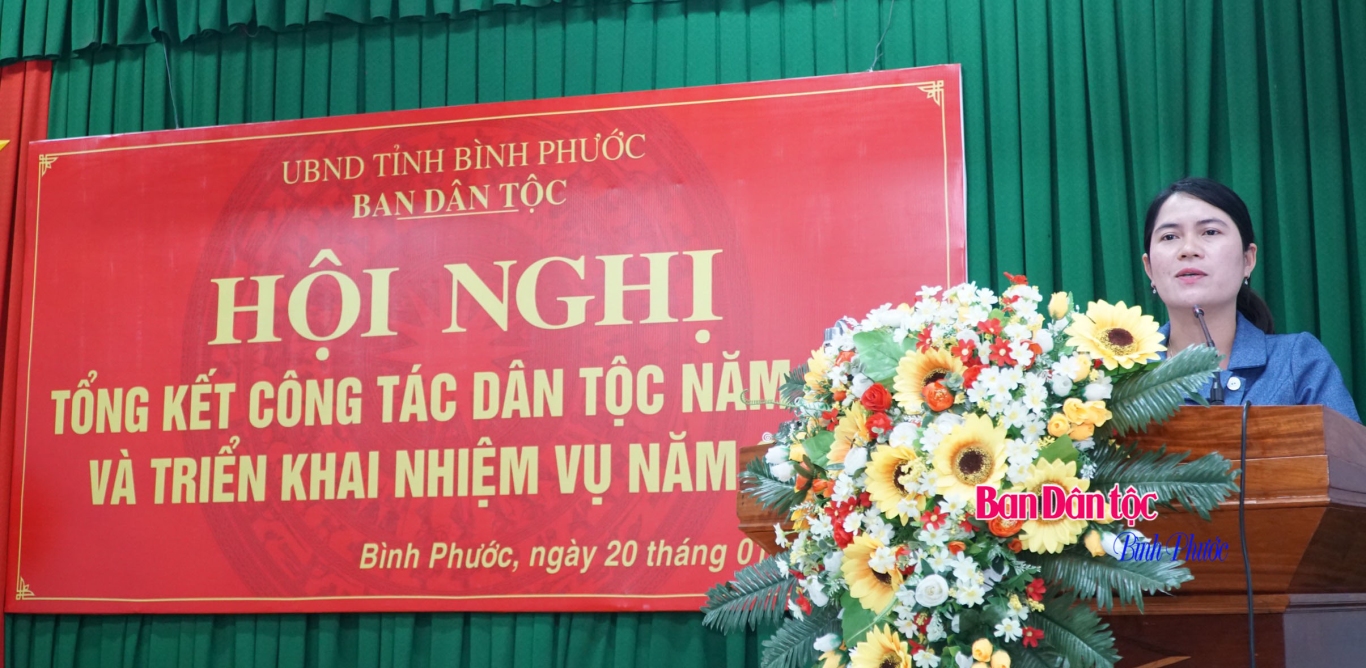 UBND TỈNH BÌNH PHƯỚC
BAN DÂN TỘC
HỘI NGHỊ
TỔNG KẾT CÔNG TÁC DÂN TỘC NĂM
VÀ TRIỂN KHAI NHIỆM VỤ NĂM
Bình Phước, ngày 20 tháng 01
Ban Dân tộc
Bình Phước